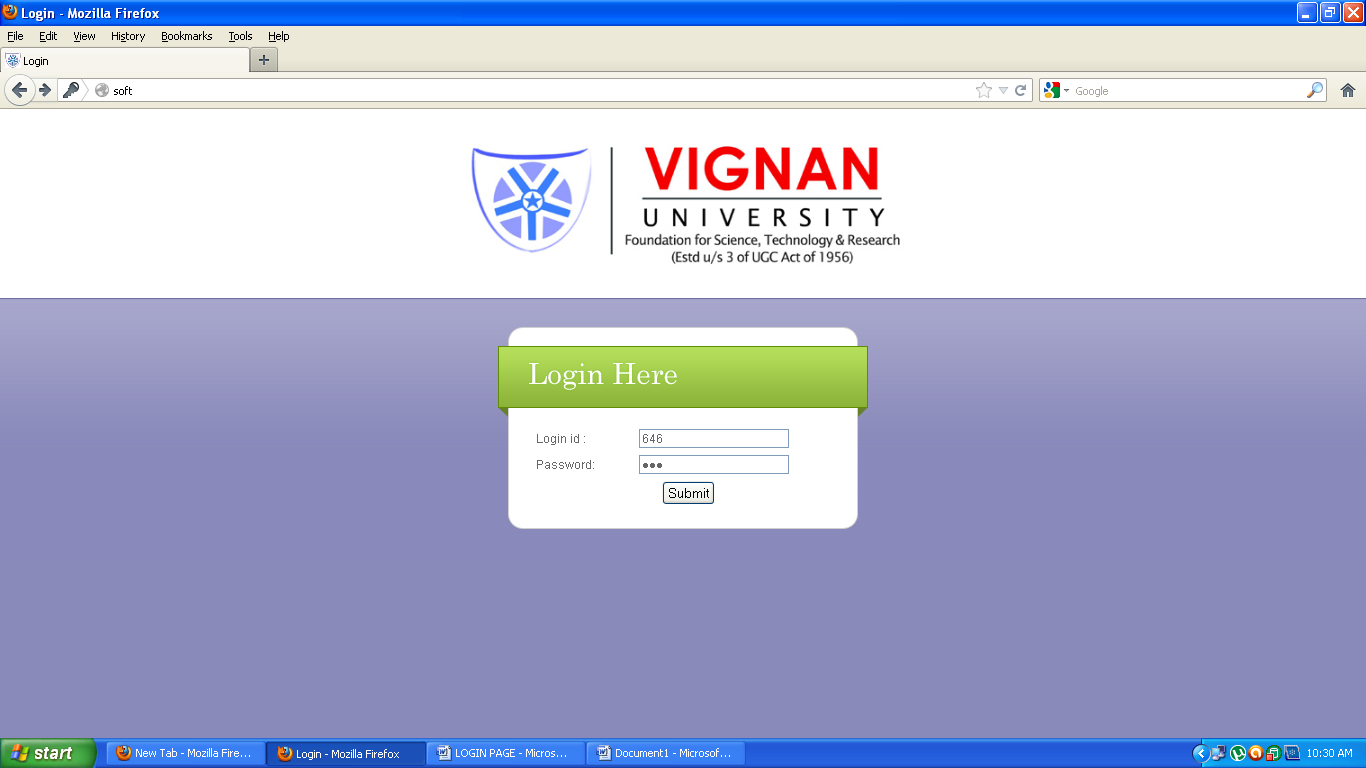 Login - Mozilla Firefox
File Edit View History Bookmarks Tools Help
Login
soft
Google
VIGNAN
UNIVERSITY
Foundation for Science, Technology & Research
(Estd u/s 3 of UGC Act of 1956)
Login Here
Login id : 646
Password: •••
Submit
start New Tab - Mozilla Fire... Login - Mozilla Firefox LOGIN PAGE - Micros... Document1 - Microsof... 10:30 AM